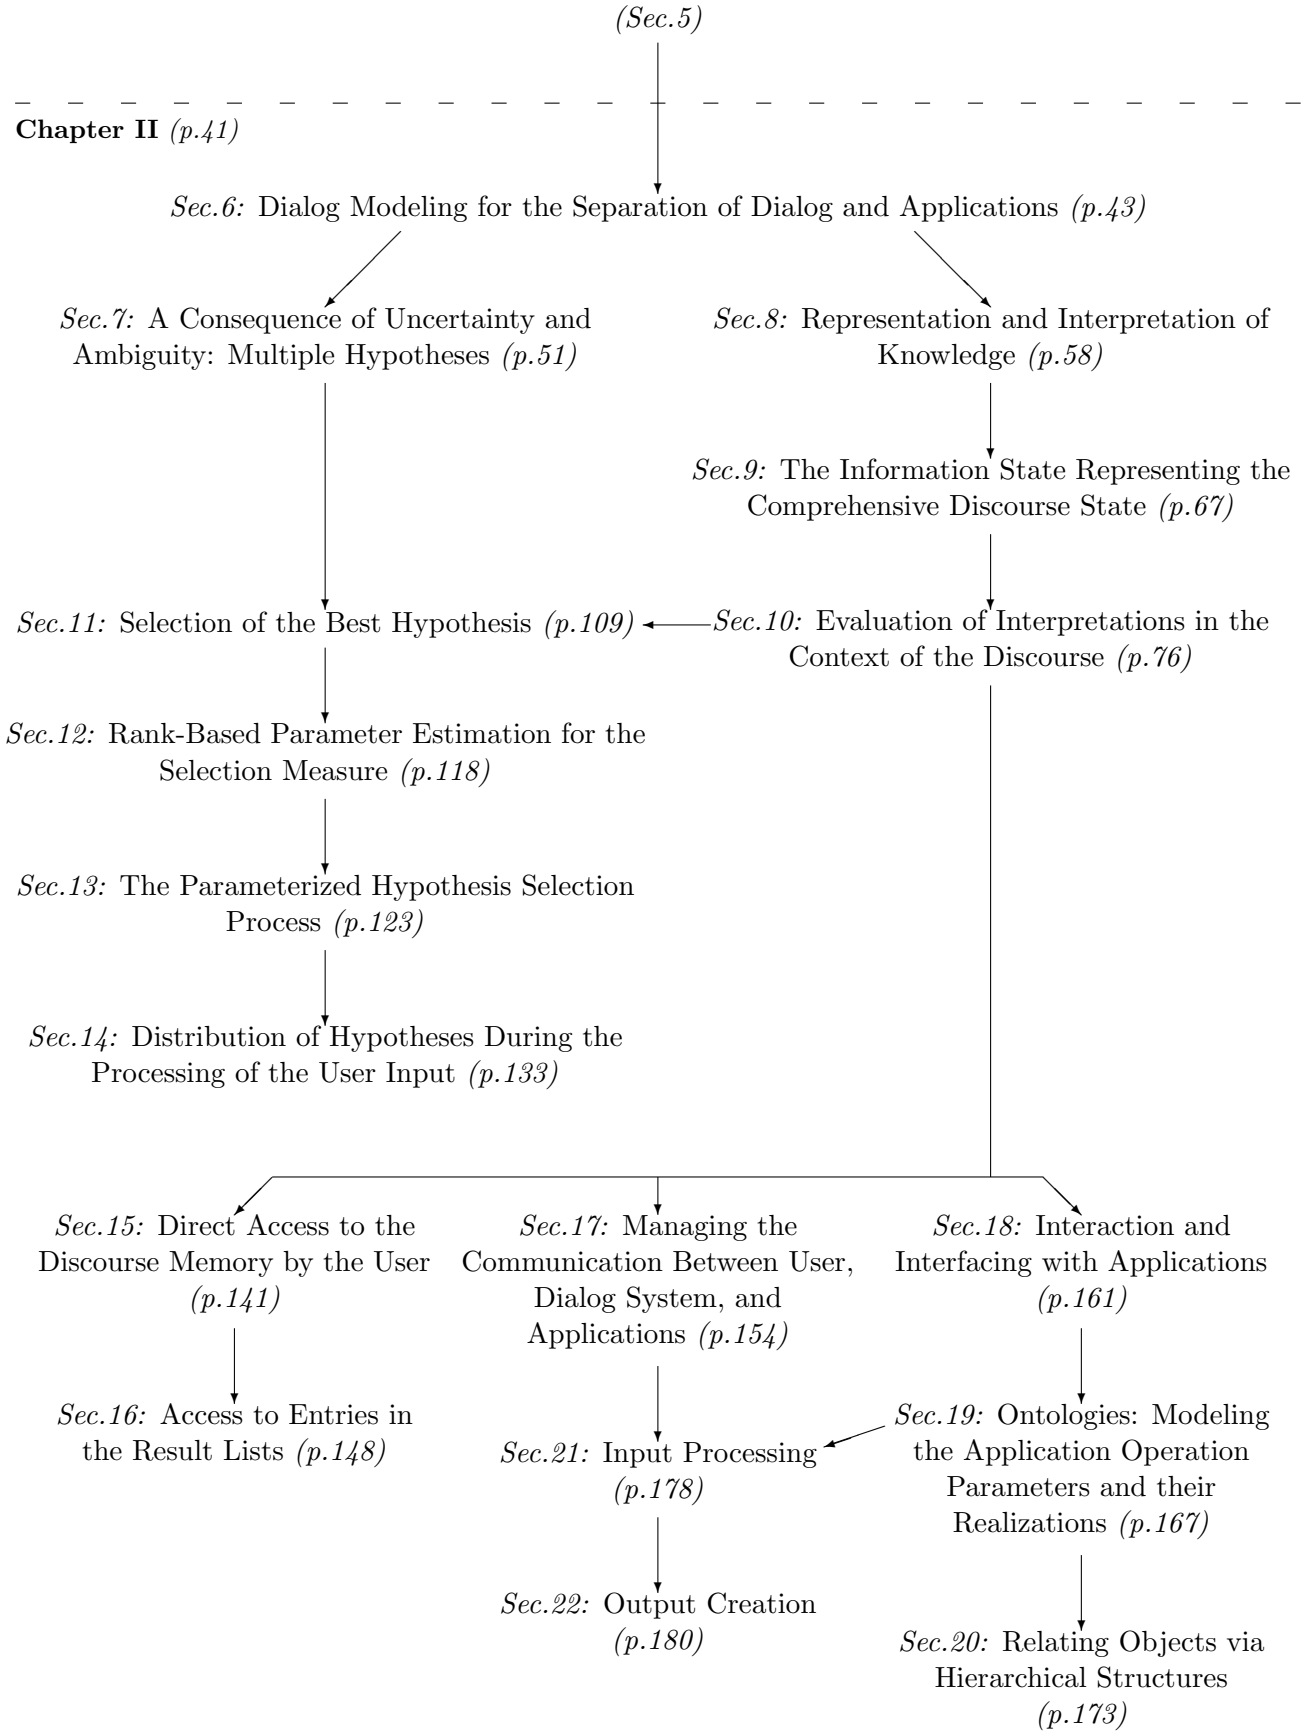 (Sec.5)
Chapter II (p.41)
Sec.6: Dialog Modeling for the Separation of Dialog and Applications (p.43)
Sec.7: A Consequence of Uncertainty and
Ambiguity: Multiple Hypotheses (p.51)
Sec.8: Representation and Interpretation of
Knowledge (p.58)
Sec.9: The Information State Representing the
Comprehensive Discourse State (p.67)
Sec.11: Selection of the Best Hypothesis (p.109)
Sec.10: Evaluation of Interpretations in the
Context of the Discourse (p.76)
Sec.12: Rank-Based Parameter Estimation for the
Selection Measure (p.118)
Sec.13: The Parameterized Hypothesis Selection
Process (p.123)
Sec.14: Distribution of Hypotheses During the
Processing of the User Input (p.133)
Sec.15: Direct Access to the
Discourse Memory by the User
(p.141)
Sec.17: Managing the
Communication Between User,
Dialog System, and
Applications (p.154)
Sec.18: Interaction and
Interfacing with Applications
(p.161)
Sec.16: Access to Entries in
the Result Lists (p.148)
Sec.21: Input Processing
(p.178)
Sec.19: Ontologies: Modeling
the Application Operation
Parameters and their
Realizations (p.167)
Sec.22: Output Creation
(p.180)
Sec.20: Relating Objects via
Hierarchical Structures
(p.173)